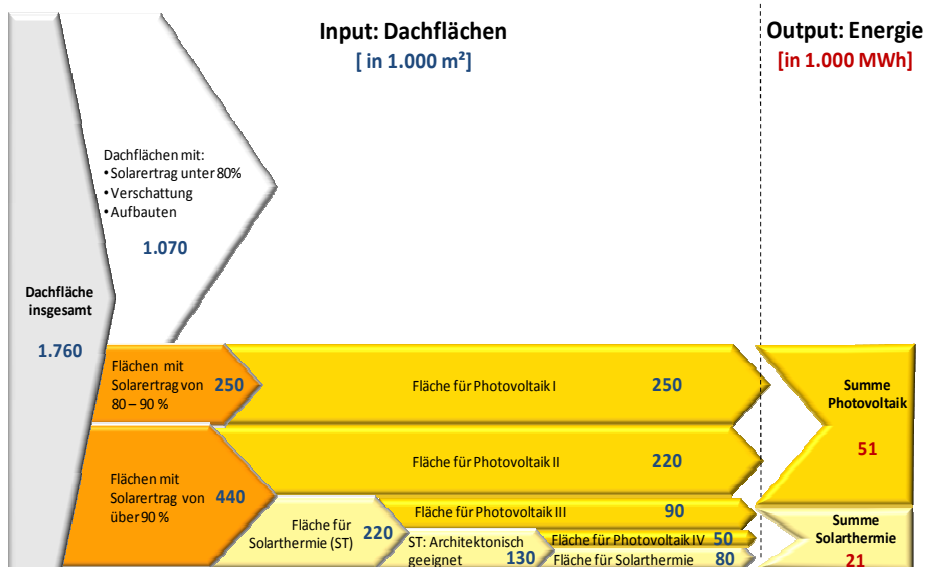 Input: Dachflächen
[ in 1.000 m²]
Output: Energie
[in 1.000 MWh]
Dachflächen mit:
• Solarertrag unter 80%
• Verschattung
• Aufbauten
1.070
Dachfläche
insgesamt
1.760
Flächen mit
Solarertrag von
80 – 90 %
250
Fläche für Photovoltaik I
250
Summe
Photovoltaik
51
Flächen mit
Solarertrag von
über 90 %
440
Fläche für Photovoltaik II
220
Fläche für
Solarthermie (ST)
220
Fläche für Photovoltaik III
90
ST: Architektonisch
geeignet
130
Fläche für Photovoltaik IV
50
Fläche für Solarthermie
80
Summe
Solarthermie
21